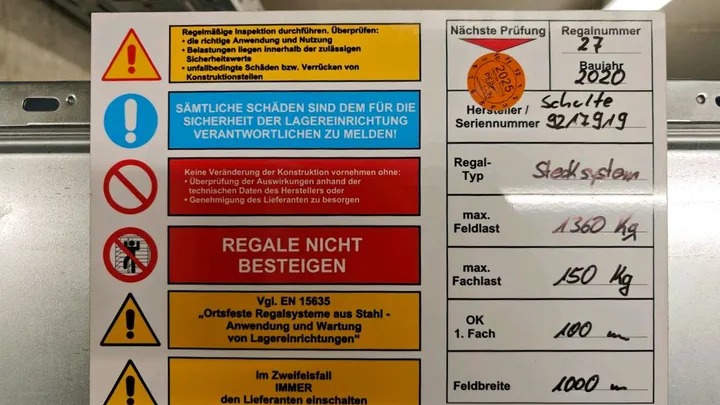 Regelmäßige Inspektion durchführen. Überprüfen:
• die richtige Anwendung und Nutzung
• Belastungen liegen innerhalb der zulässigen
Sicherheitswerte
• unfallbedingte Schäden bzw. Verrücken von
Konstruktionsteilen
SÄMTLICHE SCHÄDEN SIND DEM FÜR DIE
SICHERHEIT DER LAGEREINRICHTUNG
VERANTWORTLICHEN ZU MELDEN!
Keine Veränderung der Konstruktion vornehmen ohne:
• Überprüfung der Auswirkungen anhand der
technischen Daten des Herstellers oder
• Genehmigung des Lieferanten zu besorgen
REGALE NICHT
BESTEIGEN
Vgl. EN 15635
„Ortsfeste Regalsysteme aus Stahl -
Anwendung und Wartung
von Lagereinrichtungen"
Im Zweifelsfall
IMMER
den Lieferanten einschalten
Nächste Prüfung
2025
Regalnummer
27
Baujahr
2020
Hersteller /
Seriennummer
Schulte
9217919
Regal-
Typ
Stecksystem
max.
Feldlast
1360 Kg
max.
Fachlast
150 Kg
OK
1. Fach
100 m
Feldbreite
1000 m